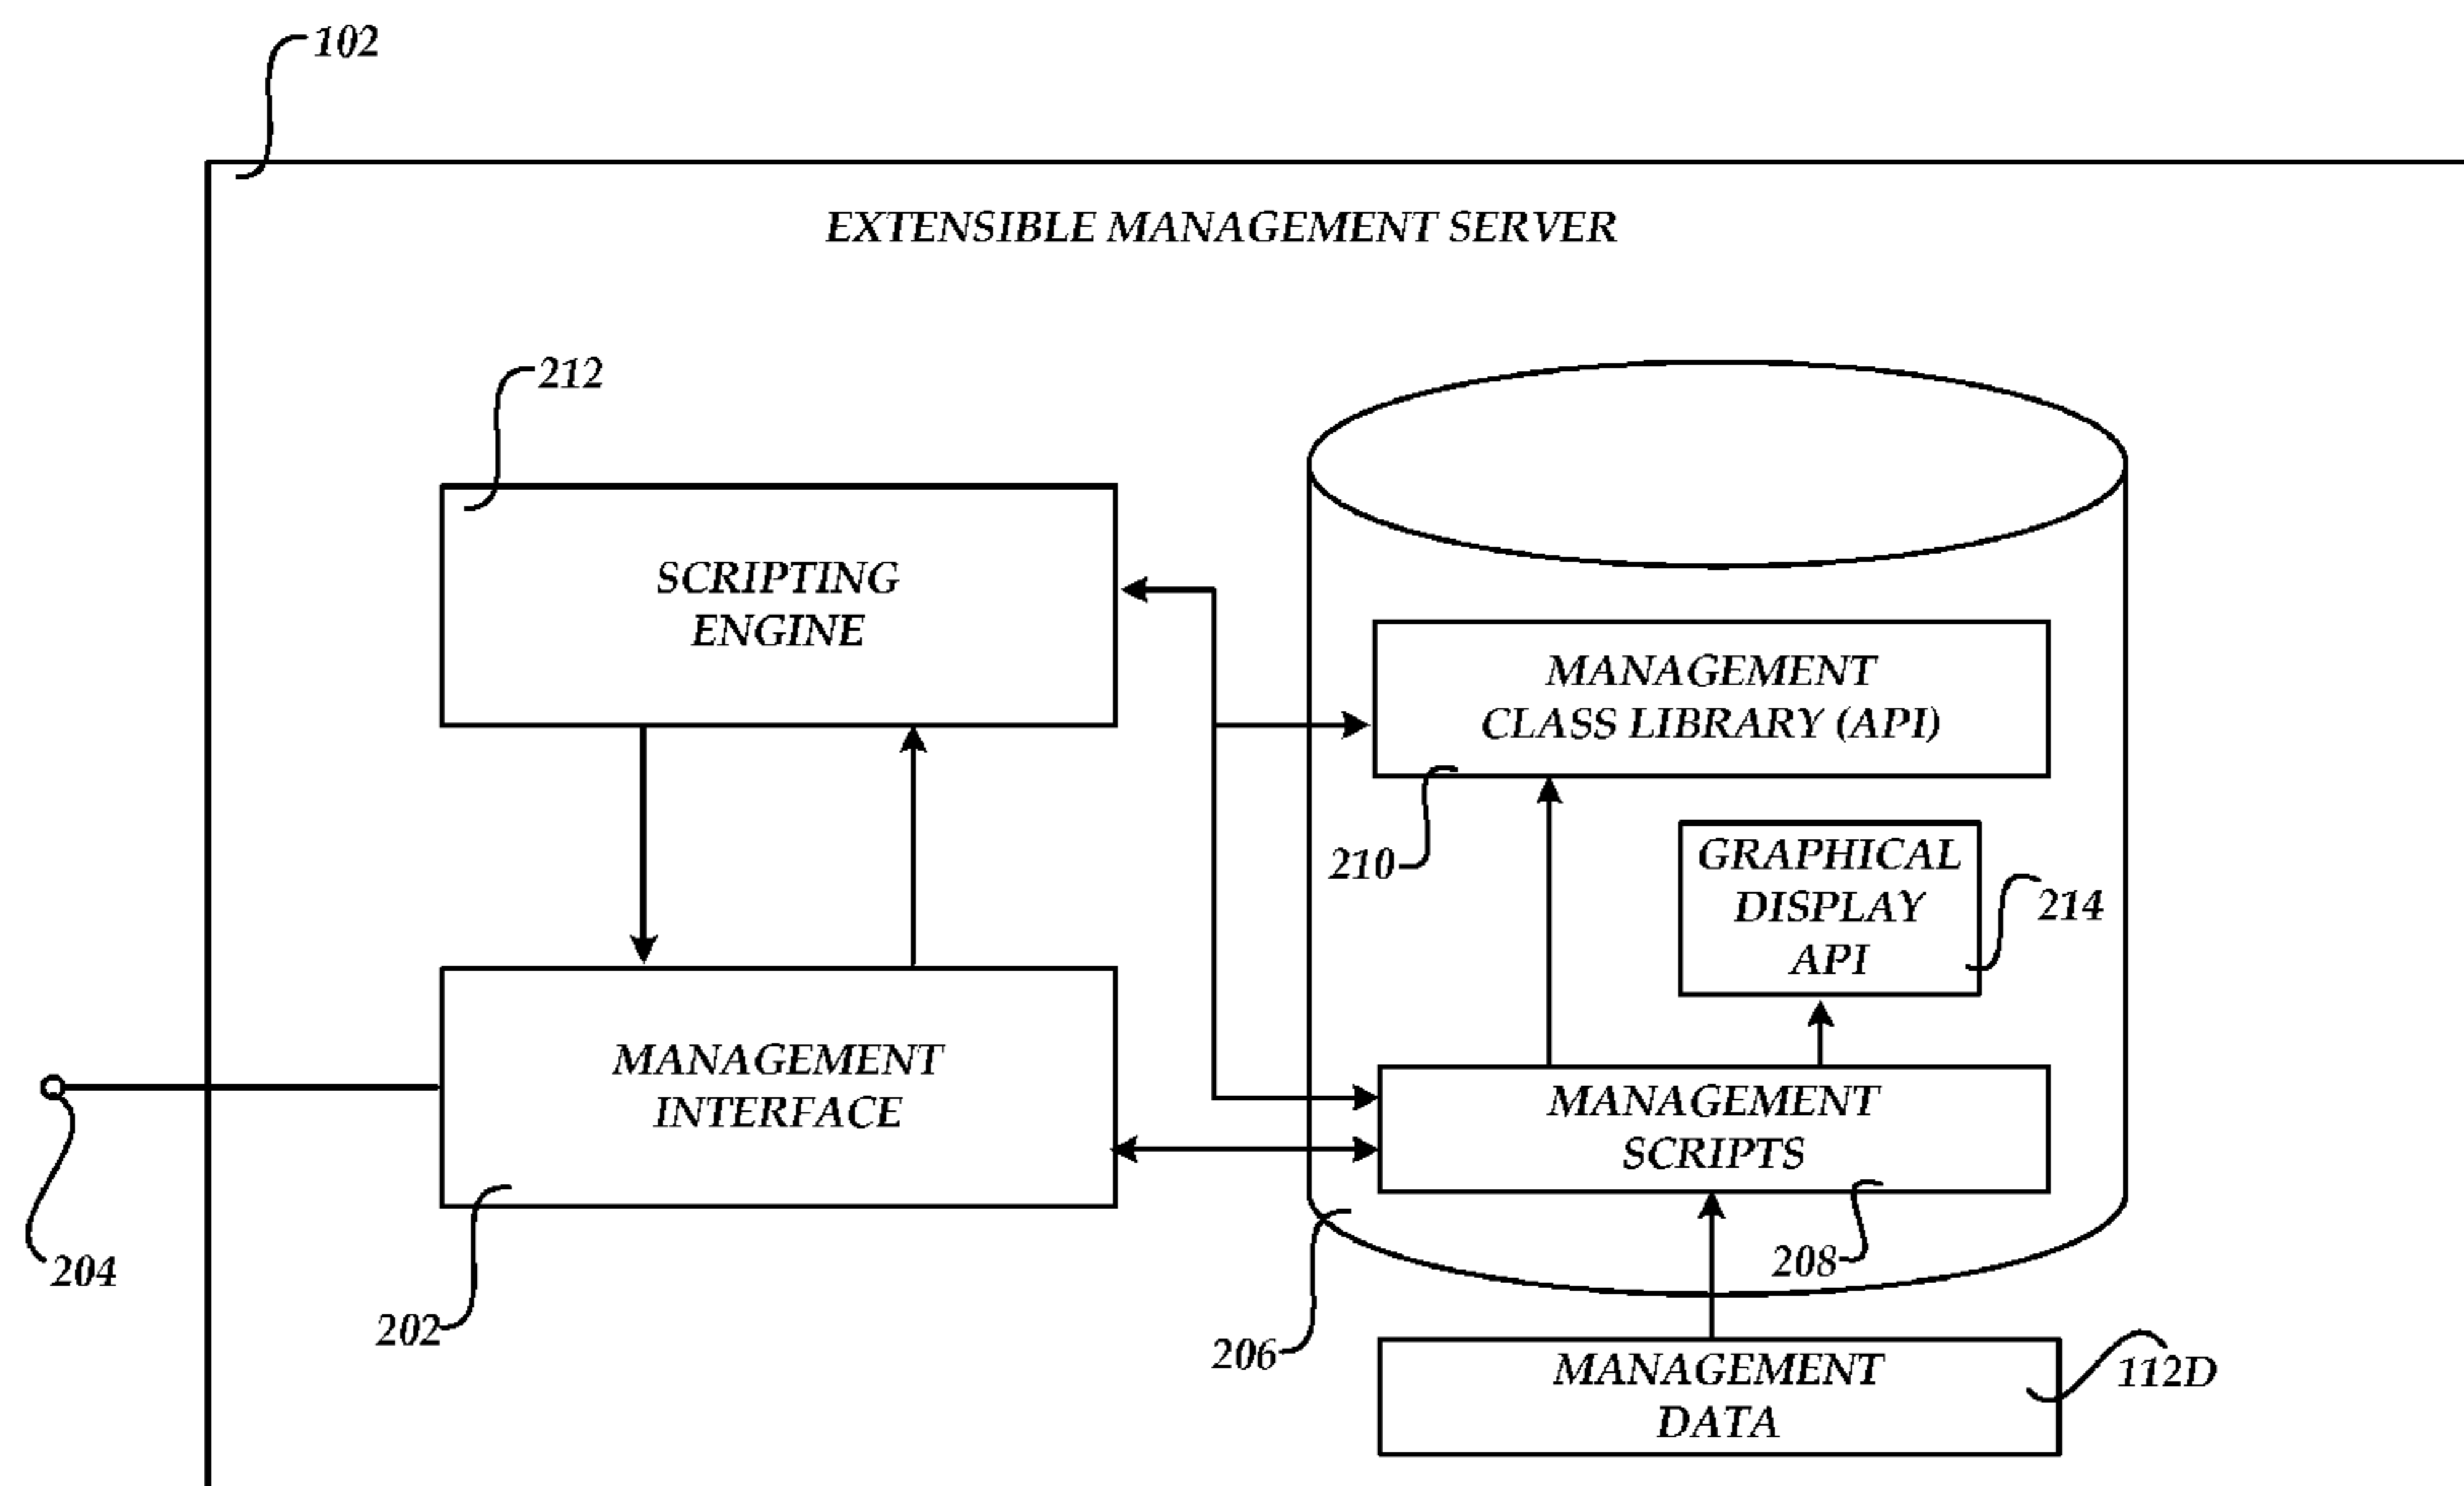 102
EXTENSIBLE MANAGEMENT SERVER
212
SCRIPTING
ENGINE
MANAGEMENT
CLASS LIBRARY (API)
210
GRAPHICAL
DISPLAY
API
214
MANAGEMENT
INTERFACE
MANAGEMENT
SCRIPTS
204
202
206
208
MANAGEMENT
DATA
112D